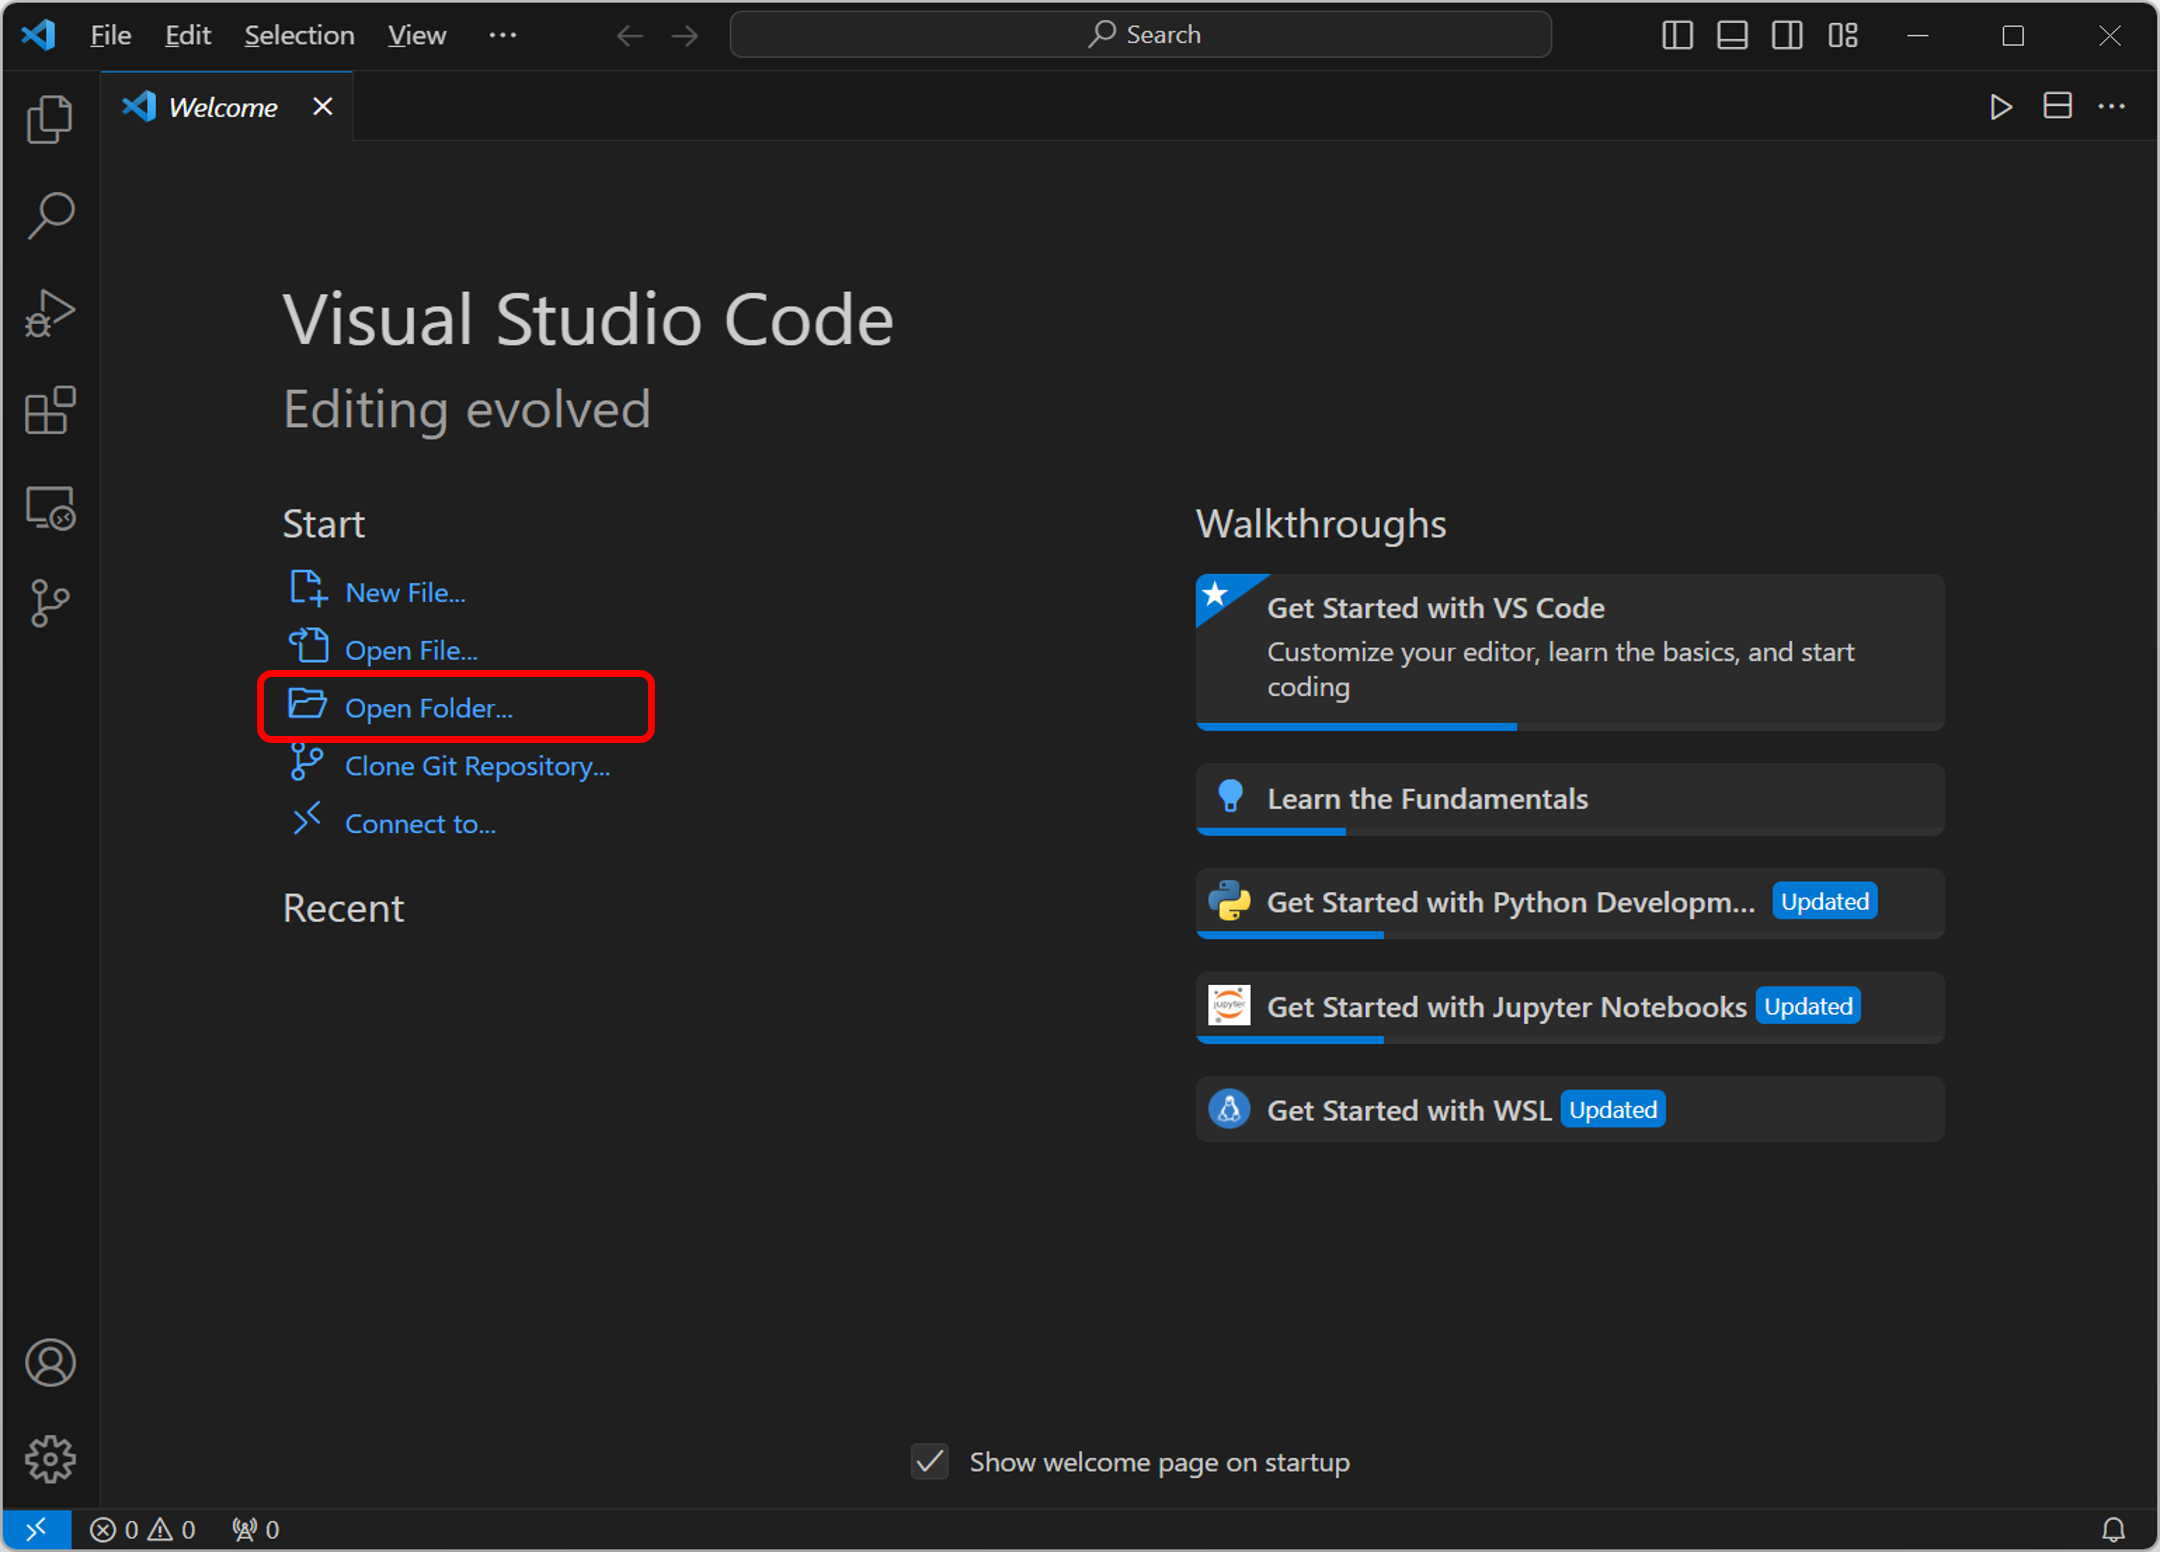 File Edit Selection View ··· Search
Welcome
Visual Studio Code
Editing evolved
Start
New File...
Open File...
Open Folder...
Clone Git Repository...
Connect to...
Recent
Walkthroughs
Get Started with VS Code
Customize your editor, learn the basics, and start
coding
Learn the Fundamentals
Get Started with Python Developm... Updated
jupyter
Get Started with Jupyter Notebooks Updated
Get Started with WSL Updated
Show welcome page on startup
0 0 0